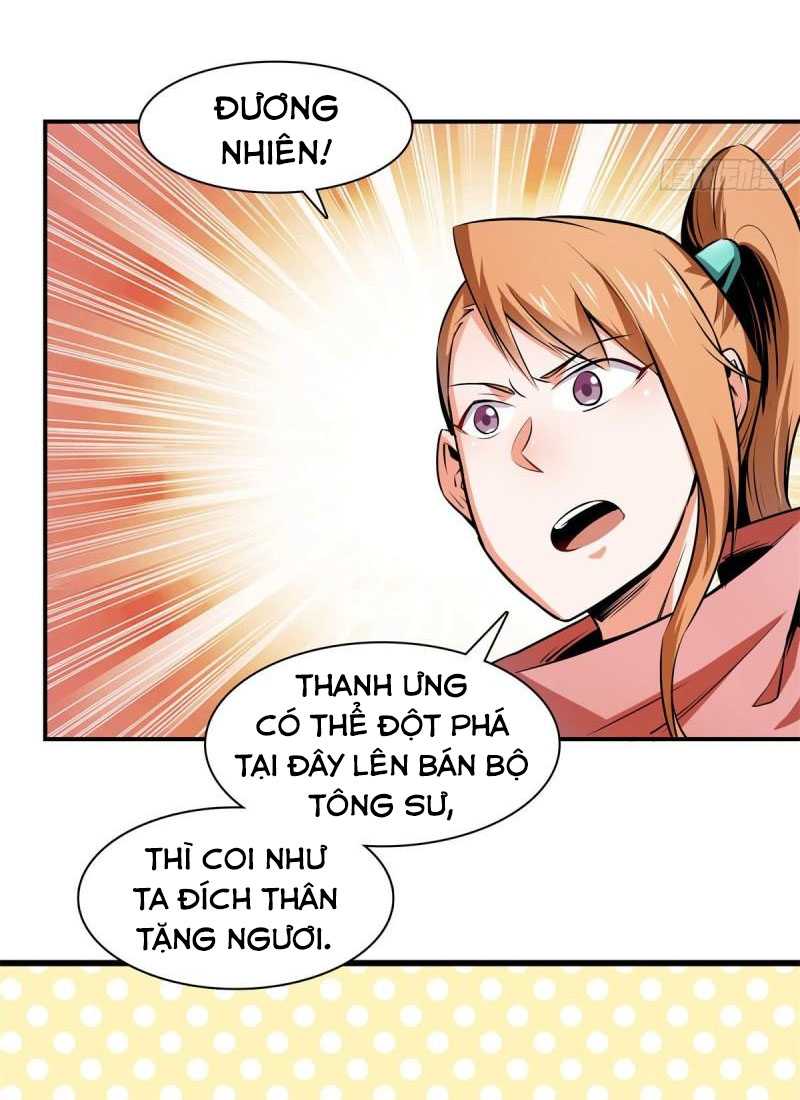 ĐƯƠNG
NHIÊN!
THANH ƯNG
CÓ THỂ ĐỘT PHÁ
TẠI ĐÂY LÊN BÁN BỘ
TÔNG SƯ,
THÌ COI NHƯ
TA ĐÍCH THÂN
TẶNG NGƯƠI.